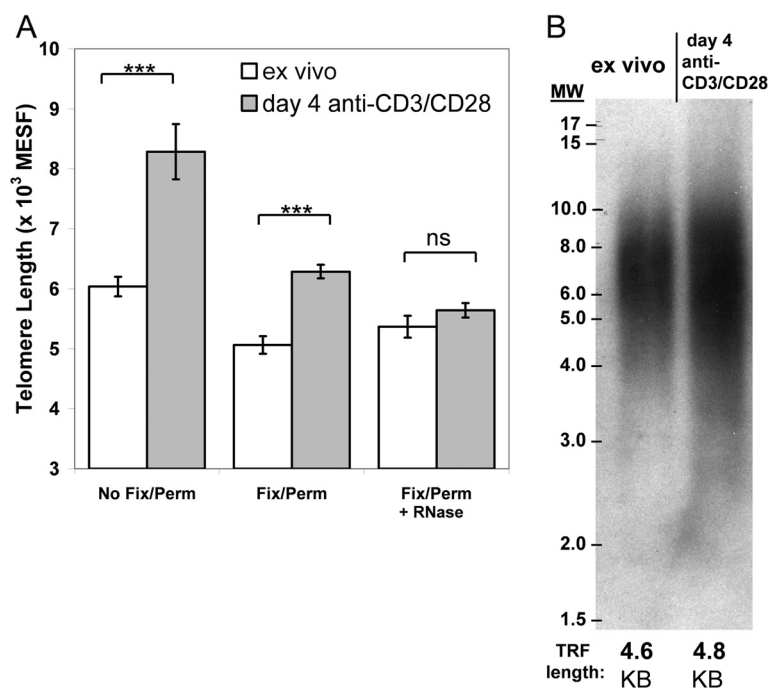 A
Telomere Length (x 10³ MESF)
10
9
8
7
6
5
4
3
***
***
ns
ex vivo
day 4 anti-CD3/CD28
No Fix/Perm
Fix/Perm
Fix/Perm
+ RNase
B
ex vivo
day 4
anti-
CD3/CD28
MW
17
15
10.0
8.0
6.0
5.0
4.0
3.0
2.0
1.5
TRF
length:
4.6
KB
4.8
KB